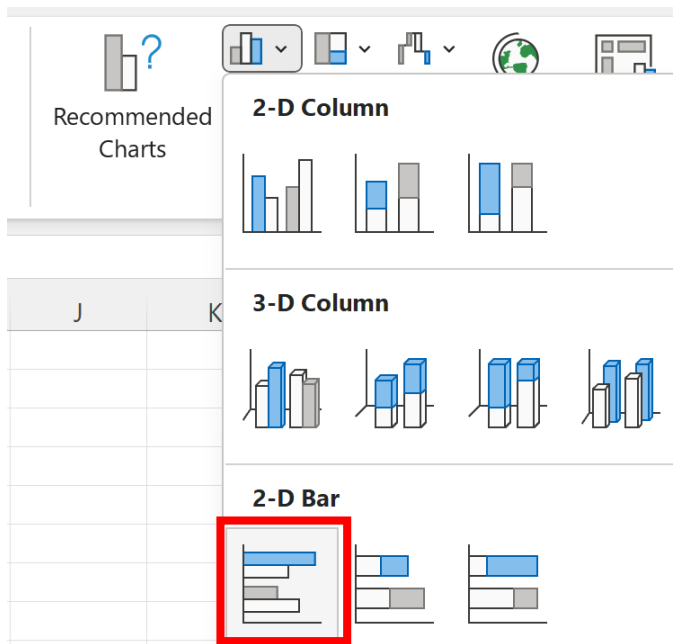 ?
Recommended
Charts
2-D Column
J
K
3-D Column
2-D Bar